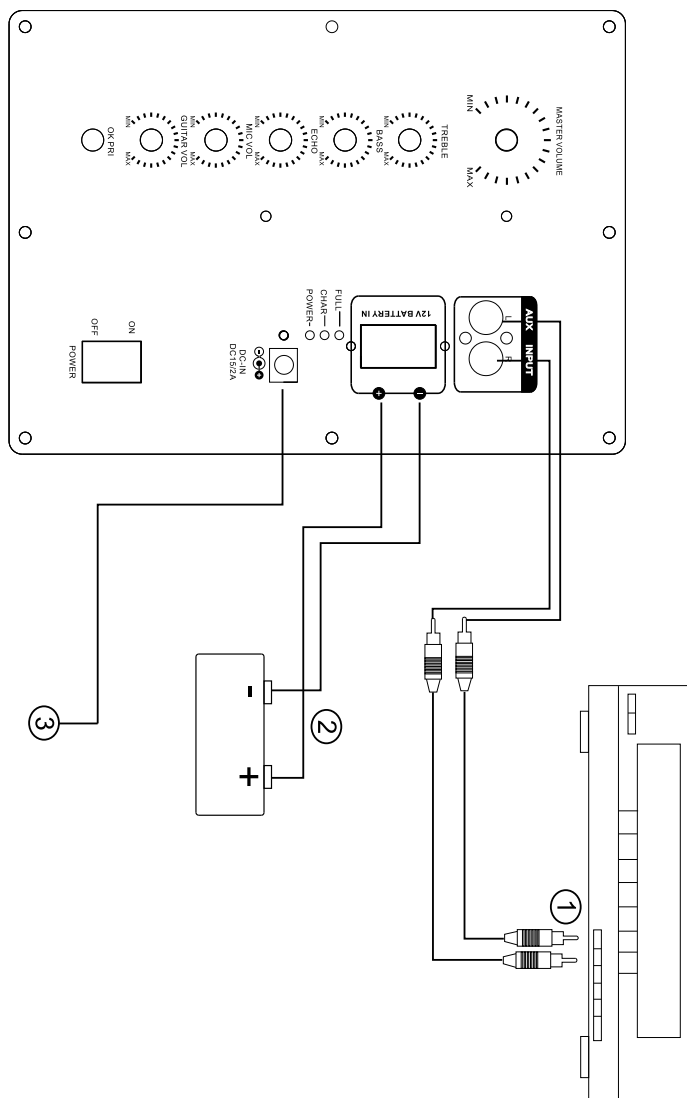 MASTER VOLUME
MIN
MAX
TREBLE
MIN
MAX
BASS
MIN
MAX
ECHO
MIN
MAX
MIC VOL
MIN
MAX
GUITAR VOL
MIN
MAX
OK PRI
AUX INPUT
L
R
12V BATTERY IN
-
+
FULL
CHAR
POWER
DC-IN
DC15/2A
- +
ON
OFF
POWER
1
2
- +
3